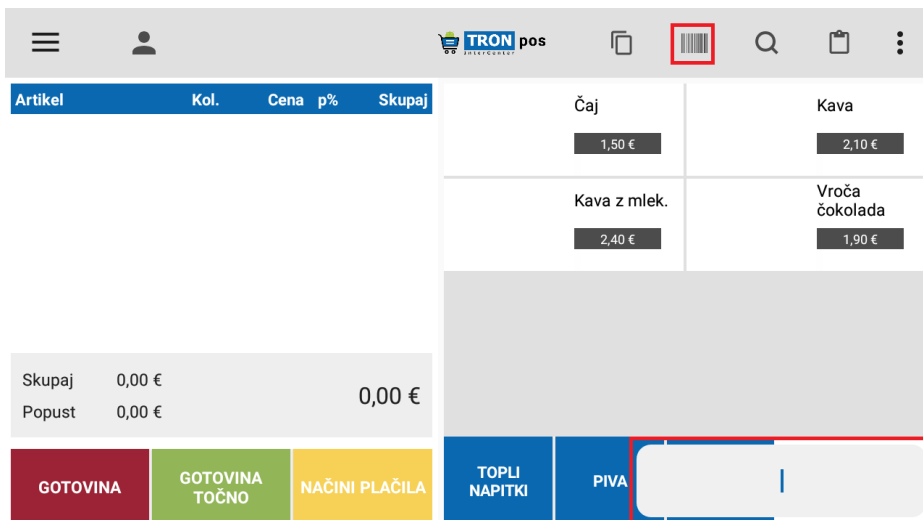 TRON pos
InterCenter
Artikel Kol. Cena p% Skupaj
Čaj
1,50 €
Kava
2,10 €
Kava z mlek.
2,40 €
Vroča
čokolada
1,90 €
Skupaj 0,00 €
Popust 0,00 €
0,00 €
GOTOVINA
GOTOVINA
TOČNO
NAČINI PLAČILA
TOPLI
NAPITKI
PIVA